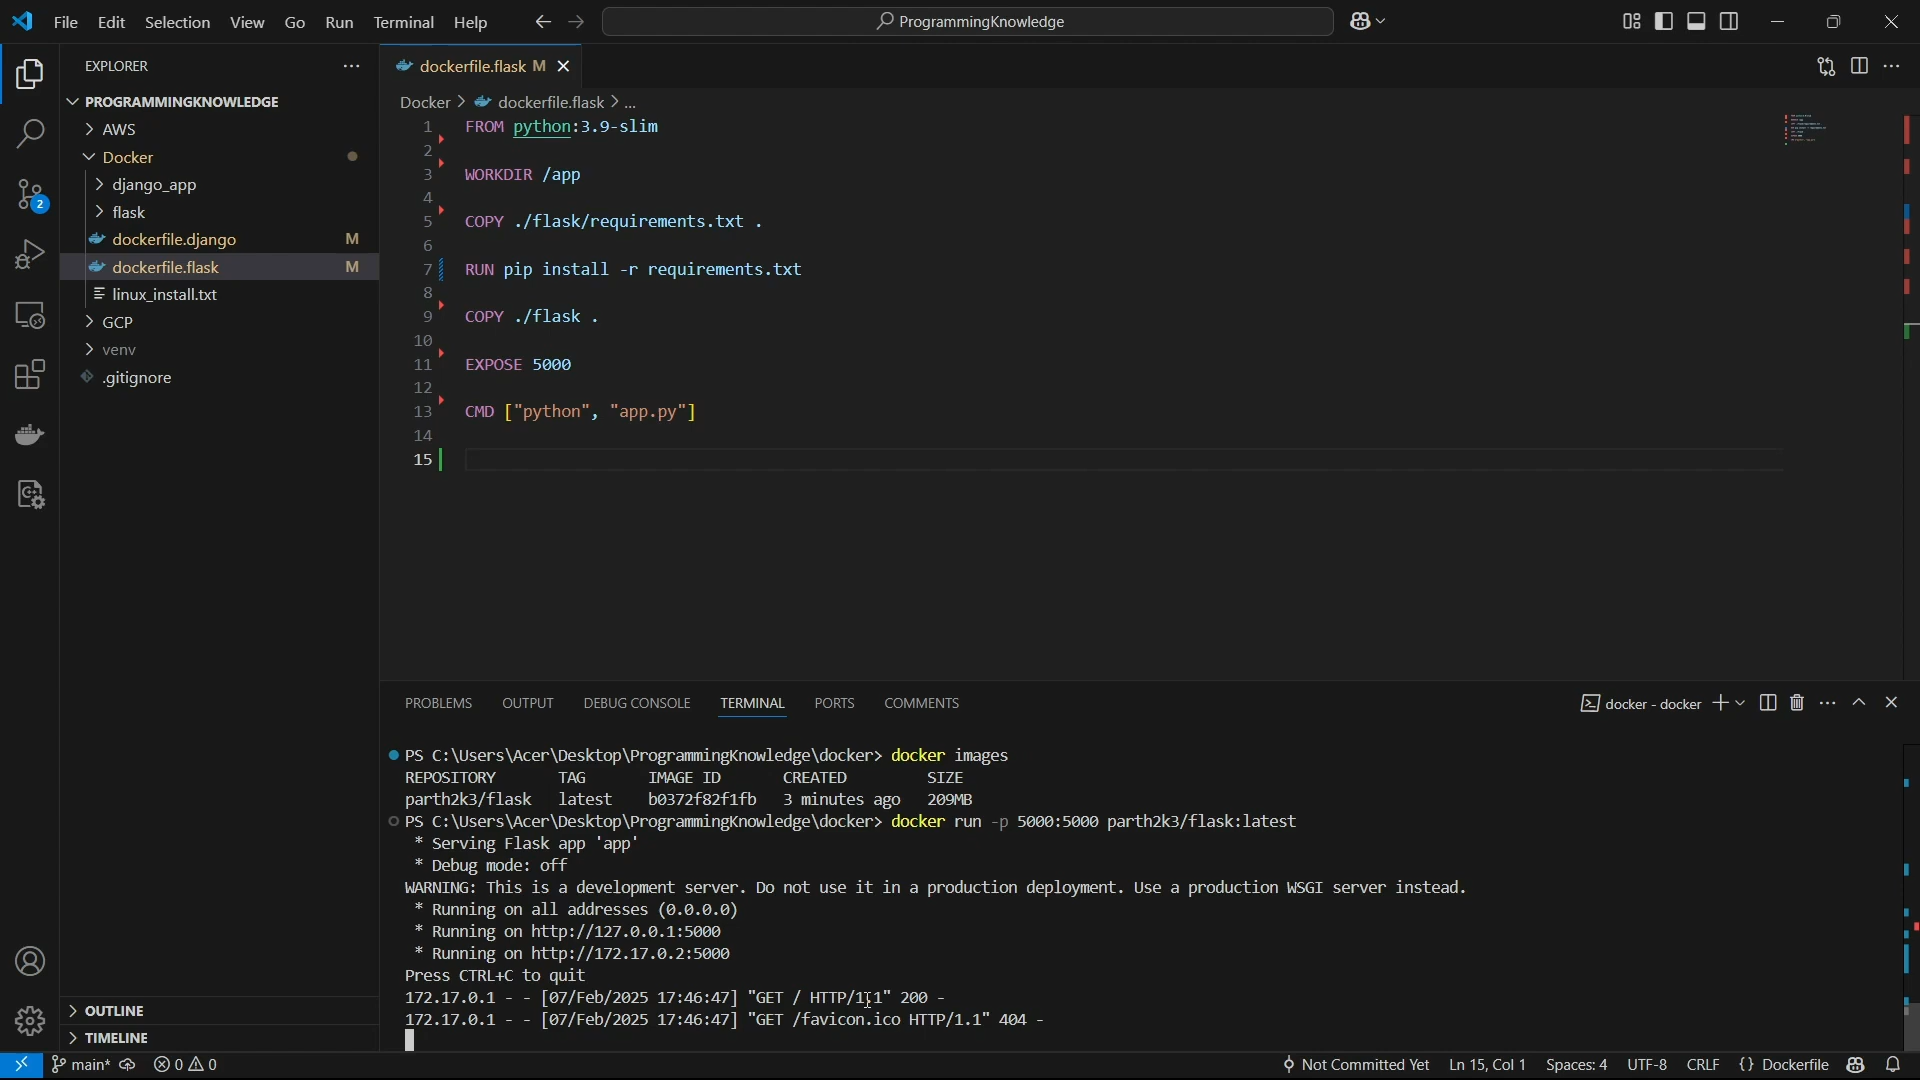 File Edit Selection View Go Run Terminal Help
ProgrammingKnowledge
EXPLORER
PROGRAMMINGKNOWLEDGE
AWS
Docker
django_app
flask
dockerfile.django M
dockerfile.flask M
linux_install.txt
GCP
venv
.gitignore
OUTLINE
TIMELINE
2
dockerfile.flask M
Docker > dockerfile.flask > ...
1 FROM python:3.9-slim
2
3 WORKDIR /app
4
5 COPY ./flask/requirements.txt .
6
7 RUN pip install -r requirements.txt
8
9 COPY ./flask .
10
11 EXPOSE 5000
12
13 CMD ["python", "app.py"]
14
15
PROBLEMS OUTPUT DEBUG CONSOLE TERMINAL PORTS COMMENTS
docker - docker
PS C:\Users\Acer\Desktop\ProgrammingKnowledge\docker> docker images
REPOSITORY TAG IMAGE ID CREATED SIZE
parth2k3/flask latest b0372f82f1fb 3 minutes ago 209MB
PS C:\Users\Acer\Desktop\ProgrammingKnowledge\docker> docker run -p 5000:5000 parth2k3/flask:latest
* Serving Flask app 'app'
* Debug mode: off
WARNING: This is a development server. Do not use it in a production deployment. Use a production WSGI server instead.
* Running on all addresses (0.0.0.0)
* Running on http://127.0.0.1:5000
* Running on http://172.17.0.2:5000
Press CTRL+C to quit
172.17.0.1 - - [07/Feb/2025 17:46:47] "GET / HTTP/1.1" 200 -
172.17.0.1 - - [07/Feb/2025 17:46:47] "GET /favicon.ico HTTP/1.1" 404 -
main* 0 0
Not Committed Yet Ln 15, Col 1 Spaces: 4 UTF-8 CRLF {} Dockerfile